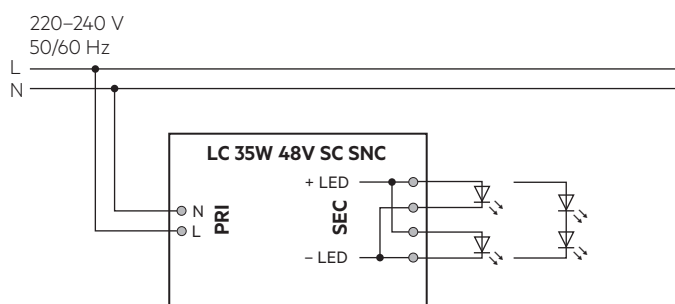 220–240 V
50/60 Hz
L
N
LC 35W 48V SC SNC
+ LED
N
L
PRI
SEC
– LED